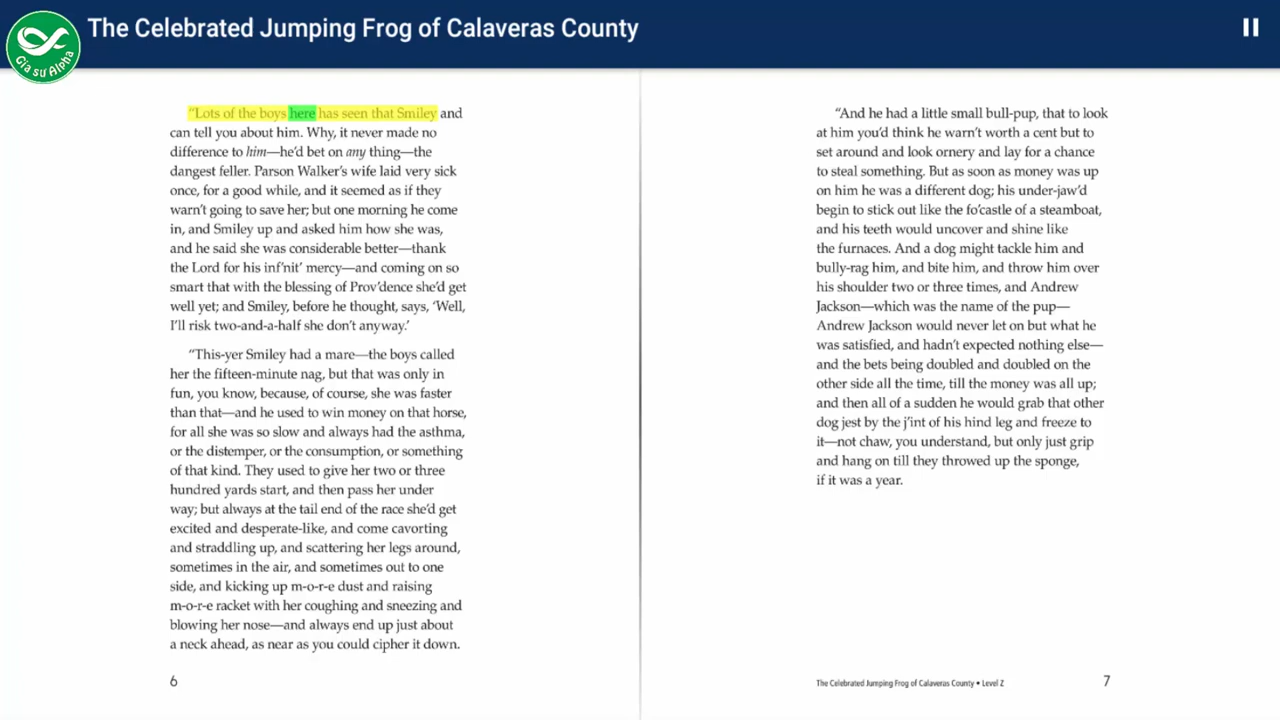 The Celebrated Jumping Frog of Calaveras County
Gia sư Alpha
“Lots of the boys here has seen that Smiley and
can tell you about him. Why, it never made no
difference to him—he’d bet on any thing—the
dangest feller. Parson Walker’s wife laid very sick
once, for a good while, and it seemed as if they
warn’t going to save her; but one morning he come
in, and Smiley up and asked him how she was,
and he said she was considerable better—thank
the Lord for his inf’nit’ mercy—and coming on so
smart that with the blessing of Prov’dence she’d get
well yet; and Smiley, before he thought, says, ‘Well,
I’ll risk two-and-a-half she don’t anyway.’
“This-yer Smiley had a mare—the boys called
her the fifteen-minute nag, but that was only in
fun, you know, because, of course, she was faster
than that—and he used to win money on that horse,
for all she was so slow and always had the asthma,
or the distemper, or the consumption, or something
of that kind. They used to give her two or three
hundred yards start, and then pass her under
way; but always at the tail end of the race she’d get
excited and desperate-like, and come cavorting
and straddling up, and scattering her legs around,
sometimes in the air, and sometimes out to one
side, and kicking up m-o-r-e dust and raising
m-o-r-e racket with her coughing and sneezing and
blowing her nose—and always end up just about
a neck ahead, as near as you could cipher it down.
6
“And he had a little small bull-pup, that to look
at him you’d think he warn’t worth a cent but to
set around and look ornery and lay for a chance
to steal something. But as soon as money was up
on him he was a different dog; his under-jaw’d
begin to stick out like the fo’castle of a steamboat,
and his teeth would uncover and shine like
the furnaces. And a dog might tackle him and
bully-rag him, and bite him, and throw him over
his shoulder two or three times, and Andrew
Jackson—which was the name of the pup—
Andrew Jackson would never let on but what he
was satisfied, and hadn’t expected nothing else—
and the bets being doubled and doubled on the
other side all the time, till the money was all up;
and then all of a sudden he would grab that other
dog jest by the j’int of his hind leg and freeze to
it—not chaw, you understand, but only just grip
and hang on till they throwed up the sponge,
if it was a year.
The Celebrated Jumping Frog of Calaveras County • Level Z
7